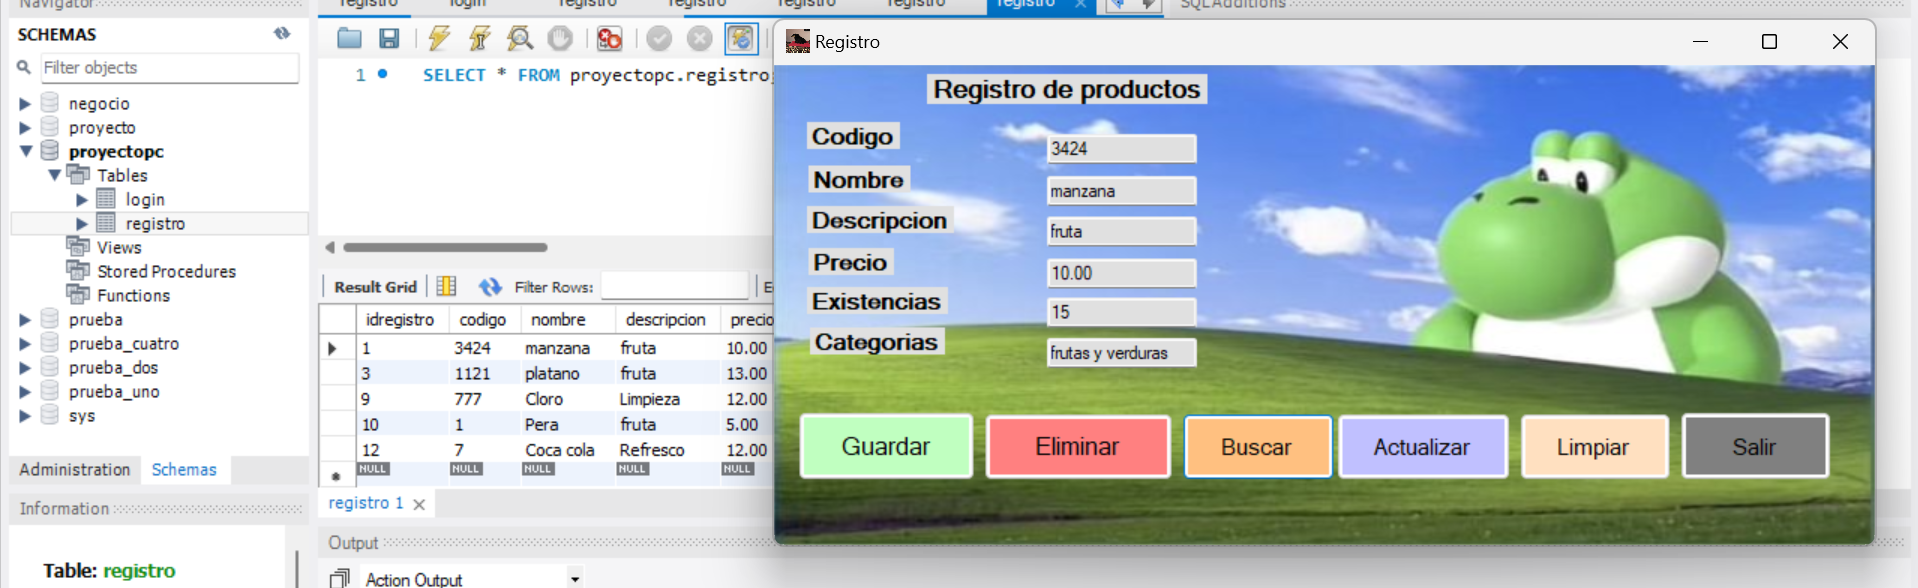 Navigator
SCHEMAS
Filter objects
negocio
proyecto
proyectopc
Tables
login
registro
Views
Stored Procedures
Functions
prueba
prueba_cuatro
prueba_dos
prueba_uno
sys
Administration Schemas
Information
Table: registro
registro login registro registro registro registro registro
SQLAdditions
1 SELECT * FROM proyectopc.registro;
Result Grid Filter Rows:
idregistro codigo nombre descripcion precio
1 3424 manzana fruta 10.00
3 1121 platano fruta 13.00
9 777 Cloro Limpieza 12.00
10 1 Pera fruta 5.00
12 7 Coca cola Refresco 12.00
NULL NULL NULL NULL NULL
registro 1
Output
Action Output
Registro
Registro de productos
Codigo 3424
Nombre manzana
Descripcion fruta
Precio 10.00
Existencias 15
Categorias frutas y verduras
Guardar Eliminar Buscar Actualizar Limpiar Salir